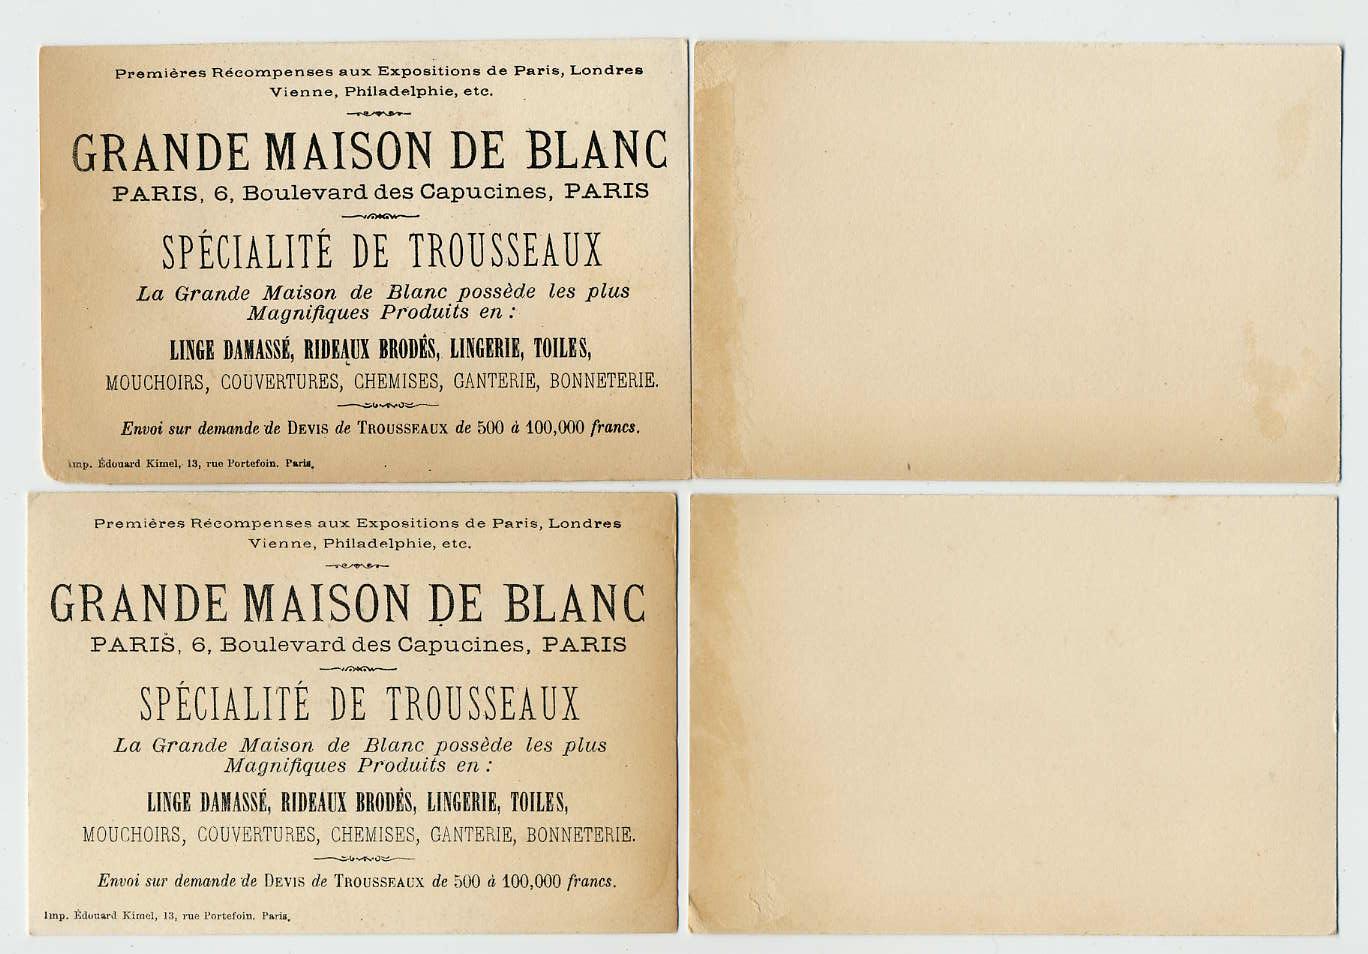 Premières Récompenses aux Expositions de Paris, Londres
Vienne, Philadelphie, etc.
GRANDE MAISON DE BLANC
PARIS, 6, Boulevard des Capucines, PARIS
SPÉCIALITÉ DE TROUSSEAUX
La Grande Maison de Blanc possède les plus
Magnifiques Produits en :
LINGE DAMASSÉ, RIDEAUX BRODÉS, LINGERIE, TOILES,
MOUCHOIRS, COUVERTURES, CHEMISES, GANTERIE, BONNETERIE.
Envoi sur demande de DEVIS de TROUSSEAUX de 500 à 100,000 francs.
Imp. Édouard Kimel, 13, rue Portefoin. Paris.
Premières Récompenses aux Expositions de Paris, Londres
Vienne, Philadelphie, etc.
GRANDE MAISON DE BLANC
PARIS, 6, Boulevard des Capucines, PARIS
SPÉCIALITÉ DE TROUSSEAUX
La Grande Maison de Blanc possède les plus
Magnifiques Produits en :
LINGE DAMASSÉ, RIDEAUX BRODÉS, LINGERIE, TOILES,
MOUCHOIRS, COUVERTURES, CHEMISES, GANTERIE, BONNETERIE.
Envoi sur demande de DEVIS de TROUSSEAUX de 500 à 100,000 francs.
Imp. Édouard Kimel, 13, rue Portefoin. Paris.